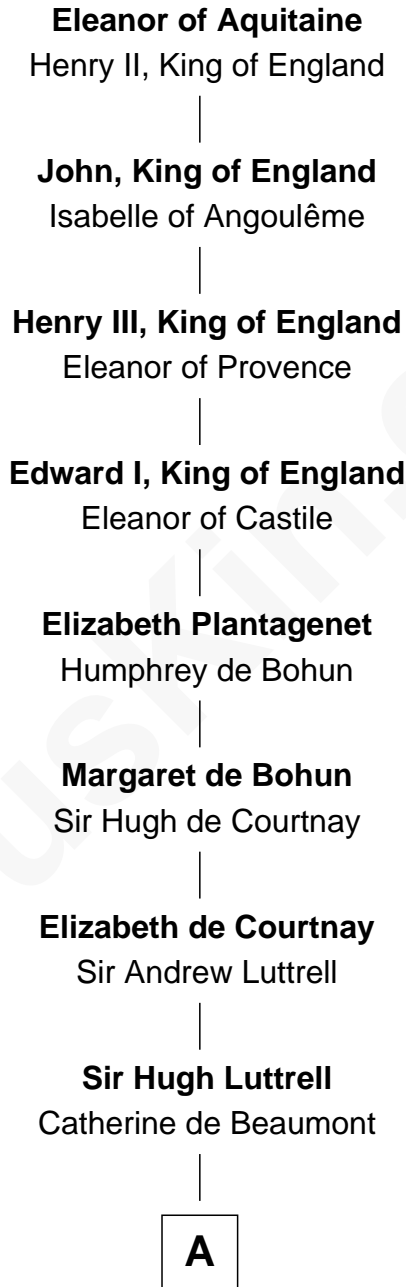 Eleanor of Aquitaine
Henry II, King of England
John, King of England
Isabelle of Angoulême
Henry III, King of England
Eleanor of Provence
Edward I, King of England
Eleanor of Castile
Elizabeth Plantagenet
Humphrey de Bohun
Margaret de Bohun
Sir Hugh de Courtnay
Elizabeth de Courtnay
Sir Andrew Luttrell
Sir Hugh Luttrell
Catherine de Beaumont
A